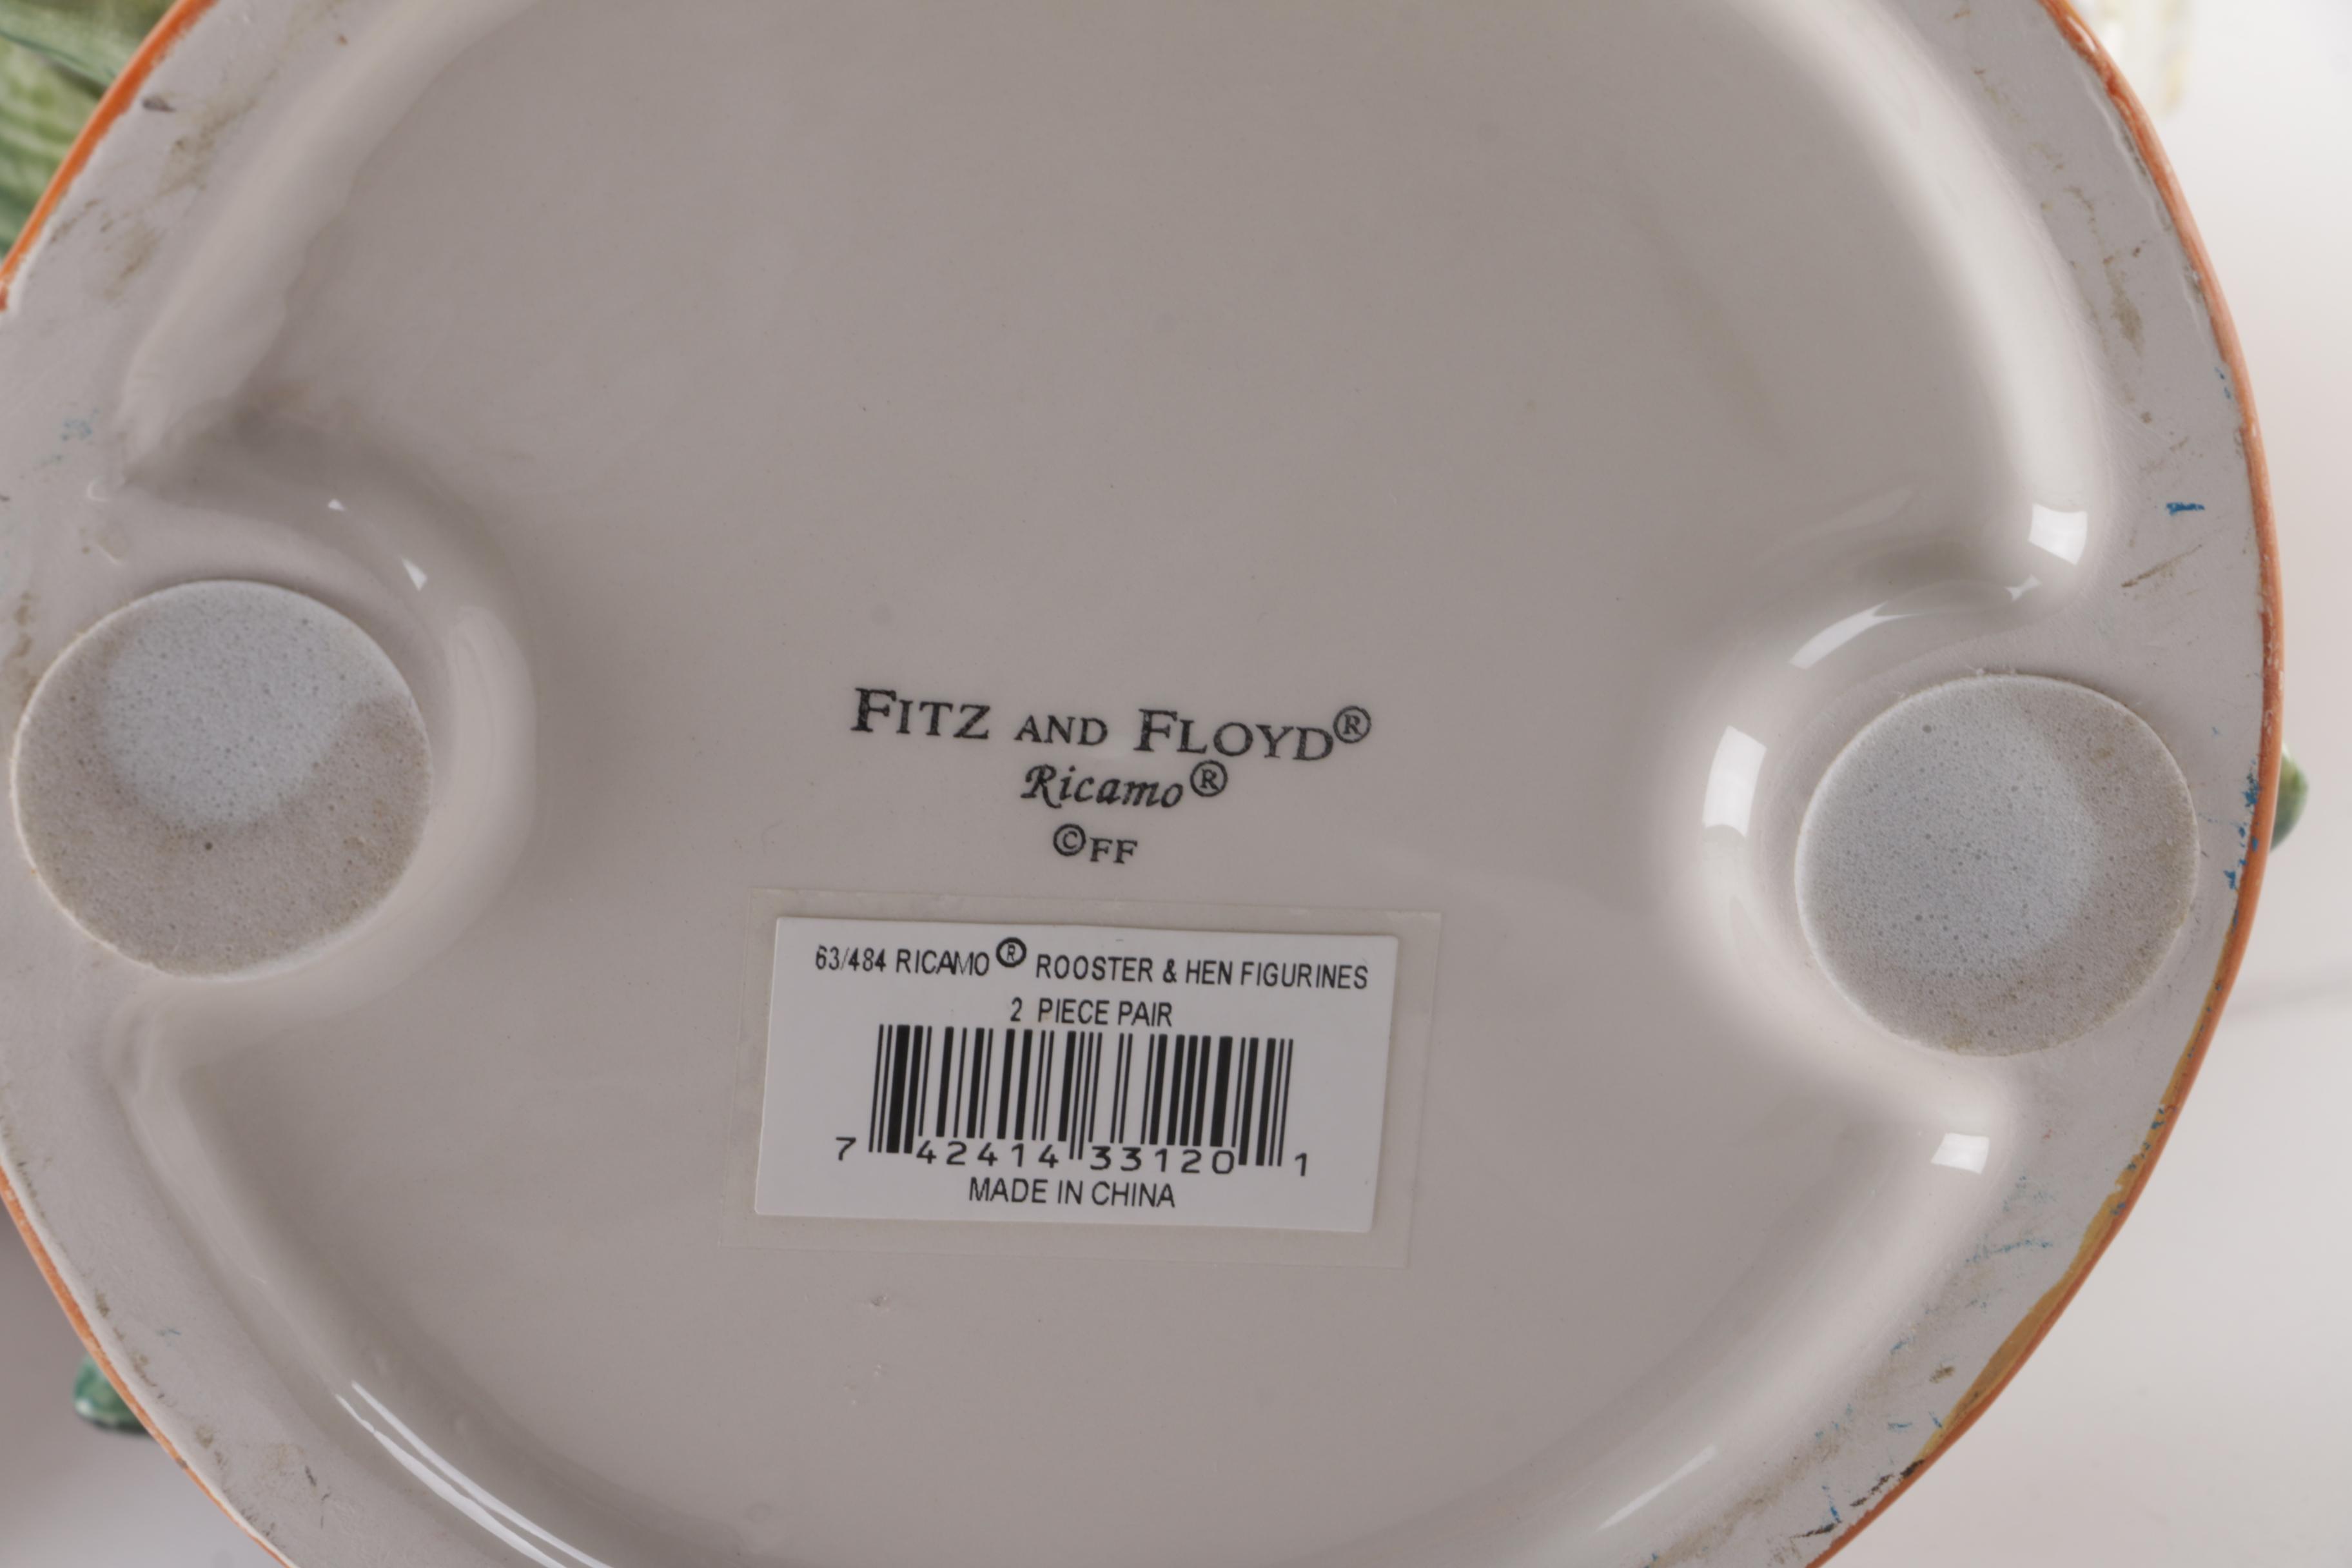 FITZ AND FLOYD®
Ricamo®
©FF
63/484 RICAMO® ROOSTER & HEN FIGURINES
2 PIECE PAIR
7 42414 33120 1
MADE IN CHINA